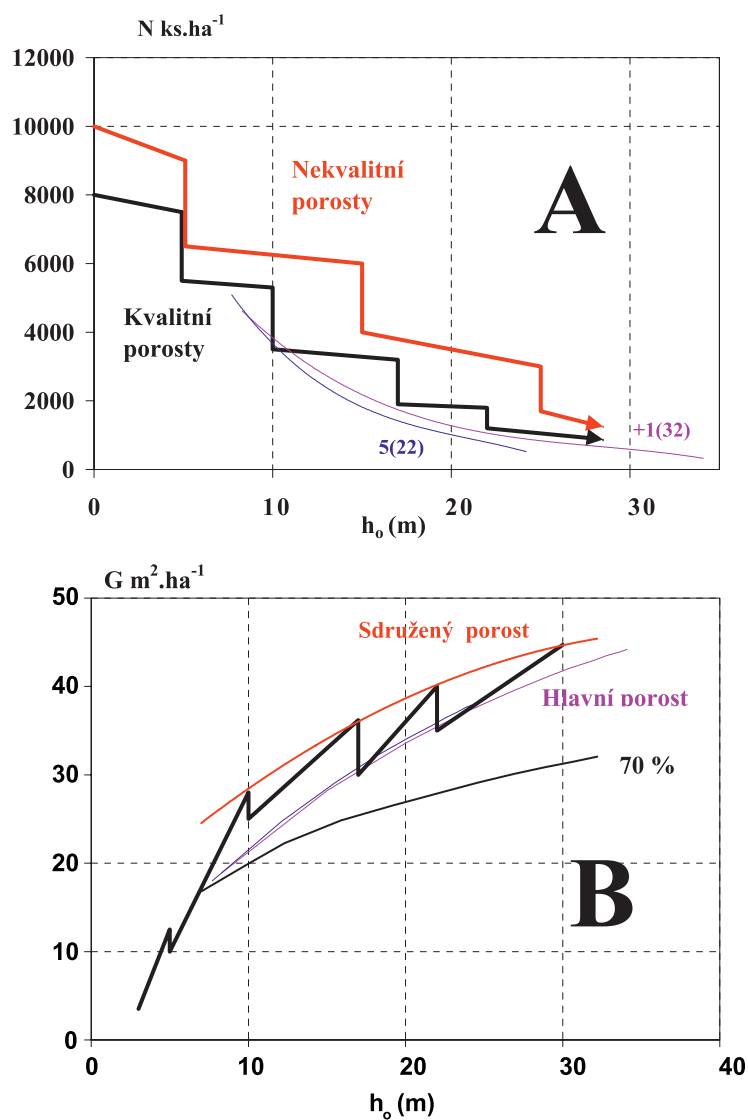 N ks.ha⁻¹
12000
10000
8000
6000
4000
2000
0
Nekvalitní
porosty
A
Kvalitní
porosty
5(22)
+1(32)
0
10
20
30
hₒ (m)
G m².ha⁻¹
50
40
30
20
10
0
Sdružený porost
Hlavní porost
70 %
B
0
10
20
30
40
hₒ (m)